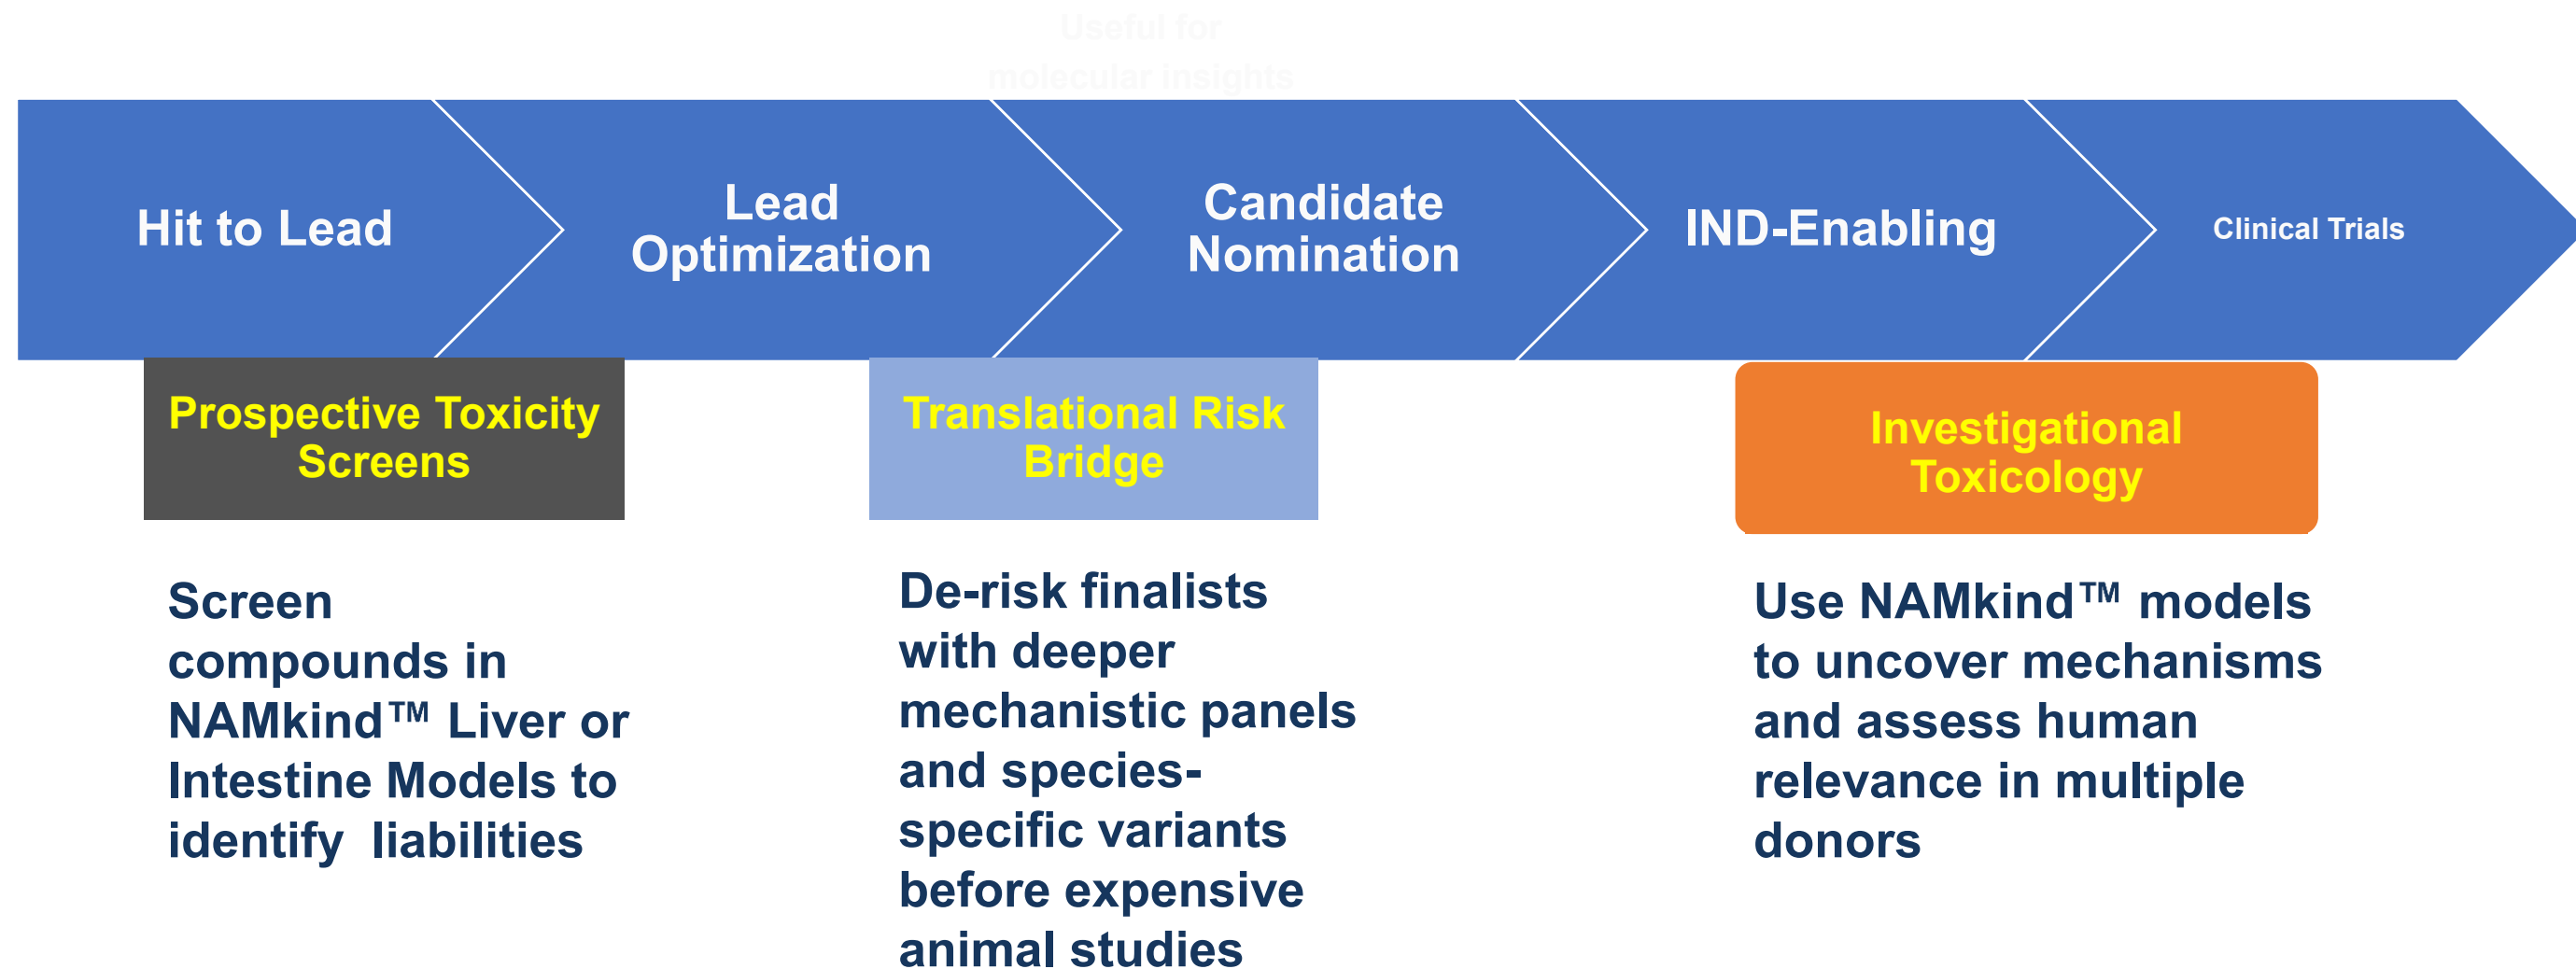 Useful for
molecular insights
Hit to Lead
Lead
Optimization
Candidate
Nomination
IND-Enabling
Clinical Trials
Prospective Toxicity
Screens
Translational Risk
Bridge
Investigational
Toxicology
Screen
compounds in
NAMkind™ Liver or
Intestine Models to
identify  liabilities
De-risk finalists
with deeper
mechanistic panels
and species-
specific variants
before expensive
animal studies
Use NAMkind™ models
to uncover mechanisms
and assess human
relevance in multiple
donors